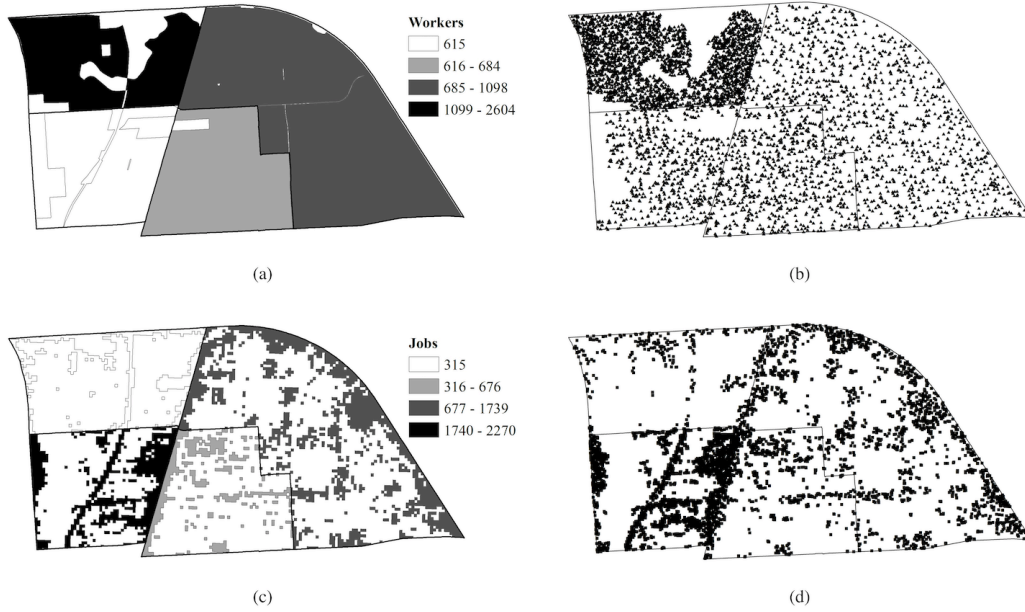 Workers
615
616 - 684
685 - 1098
1099 - 2604
(a)
(b)
Jobs
315
316 - 676
677 - 1739
1740 - 2270
(c)
(d)